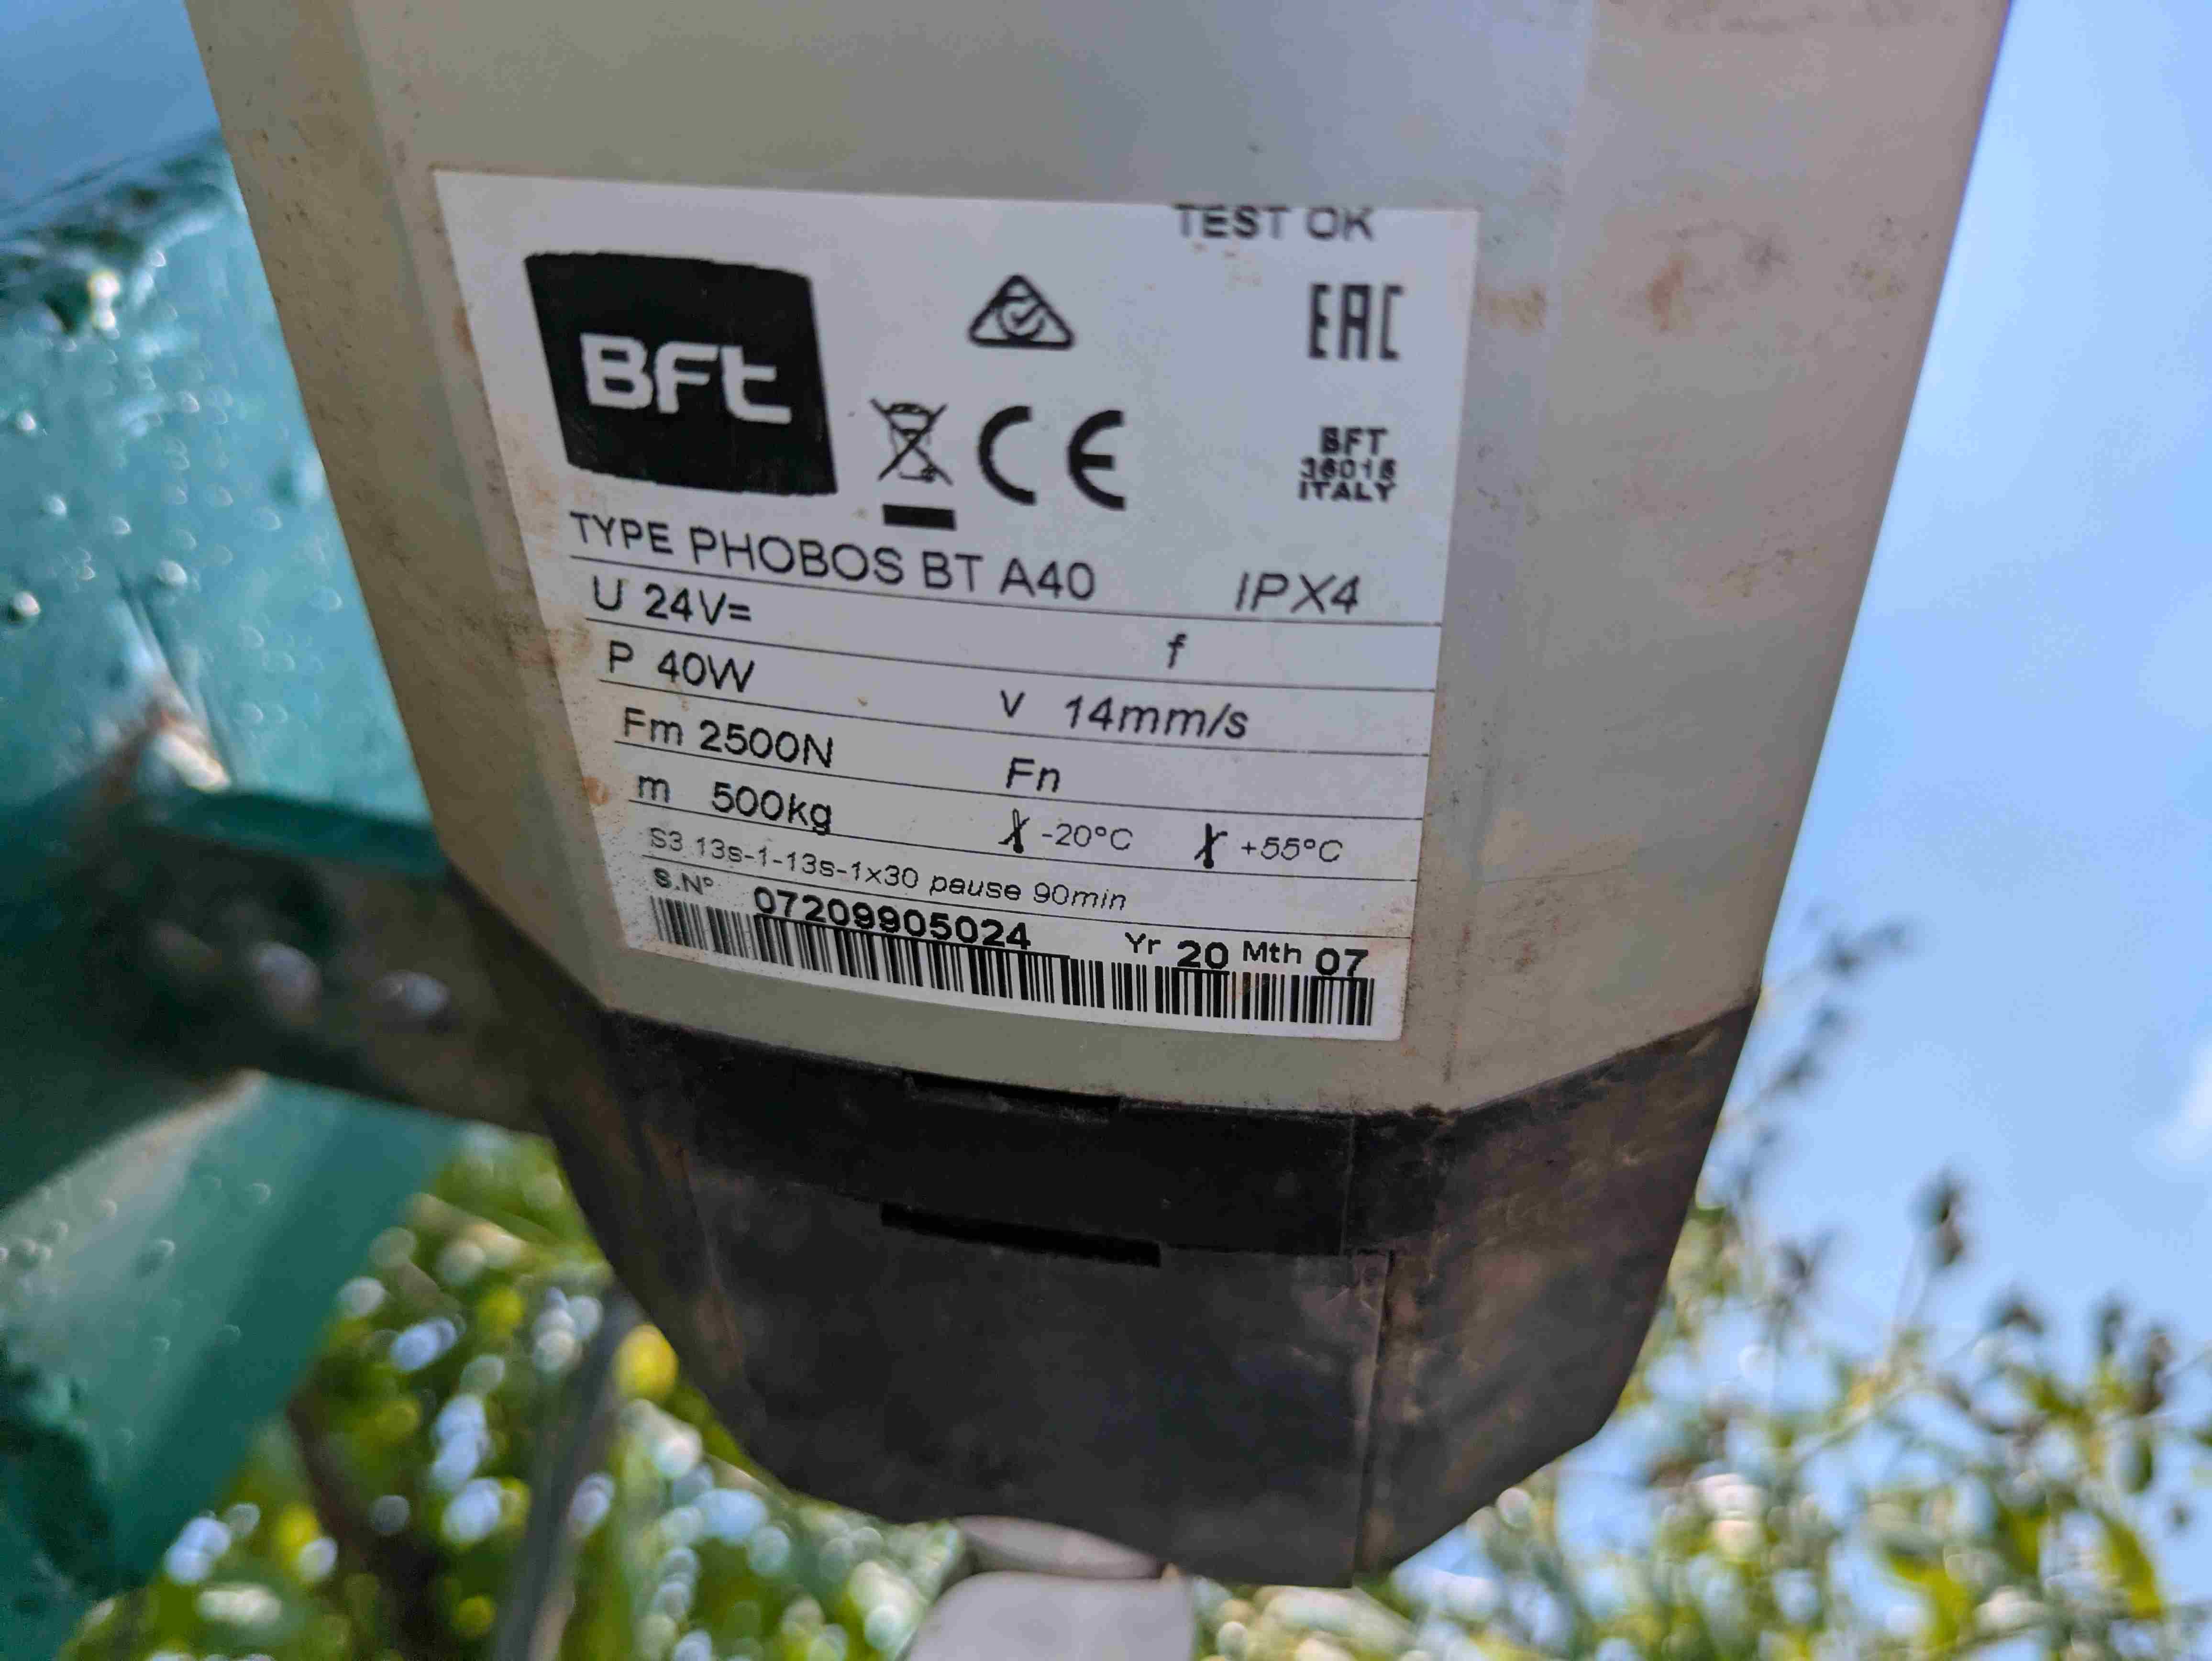 TEST OK
BFt
EAC
CE
BFT
36016
ITALY
TYPE PHOBOS BT A40 IPX4
U 24V= f
P 40W v 14mm/s
Fm 2500N Fn
m 500kg -20°C +55°C
S3 13s-1-13s-1x30 pause 90min
S.N° 07209905024 Yr 20 Mth 07